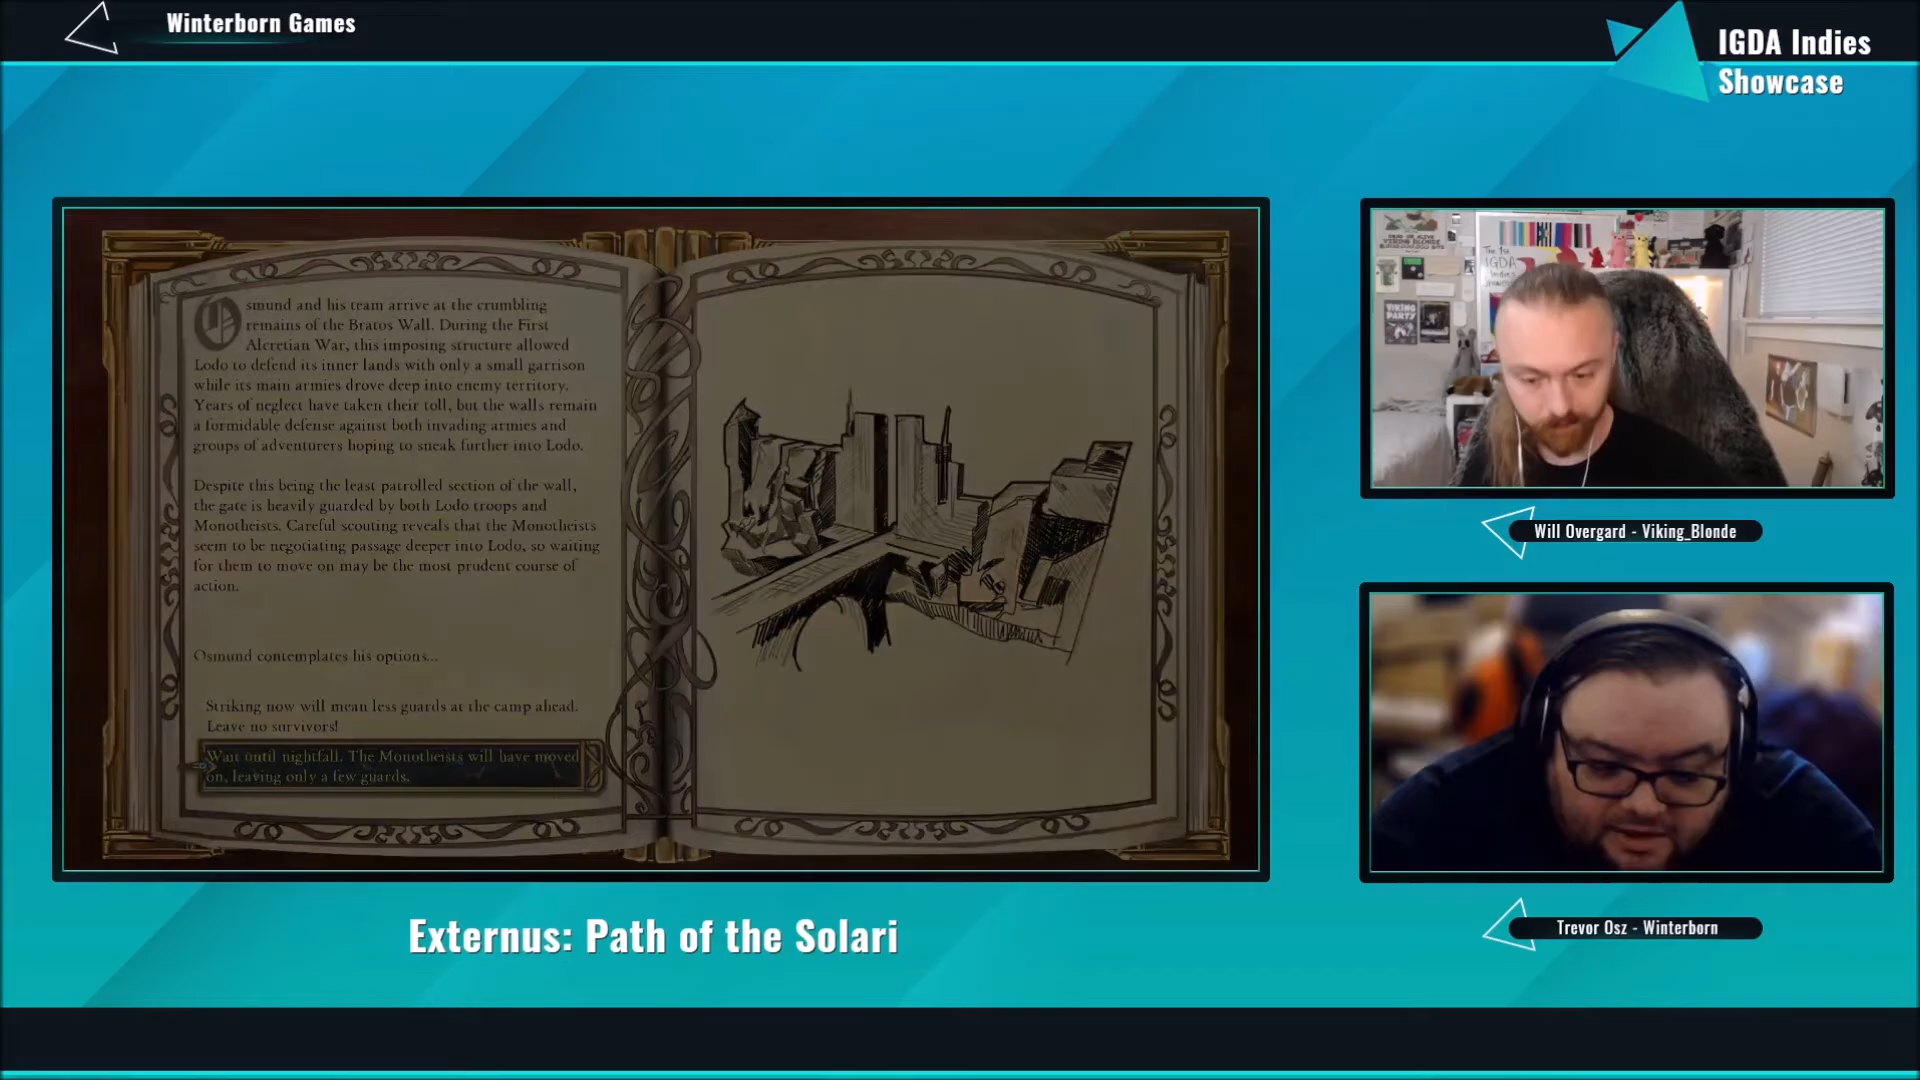 Winterborn Games
IGDA Indies
Showcase
Osmund and his team arrive at the crumbling
remains of the Bratos Wall. During the First
Alcretian War, this imposing structure allowed
Lodo to defend its inner lands with only a small garrison
while its main armies drove deep into enemy territory.
Years of neglect have taken their toll, but the walls remain
a formidable defense against both invading armies and
groups of adventurers hoping to sneak further into Lodo.
Despite this being the least patrolled section of the wall,
the gate is heavily guarded by both Lodo troops and
Monotheists. Careful scouting reveals that the Monotheists
seem to be negotiating passage deeper into Lodo, so waiting
for them to move on may be the most prudent course of
action.
Osmund contemplates his options...
Striking now will mean less guards at the camp ahead.
Leave no survivors!
Wait until nightfall. The Monotheists will have moved
on, leaving only a few guards.
VIKING
PARTY
The 1st
IGDA
Indies
Will Overgard - Viking_Blonde
Trevor Osz - Winterborn
Externus: Path of the Solari